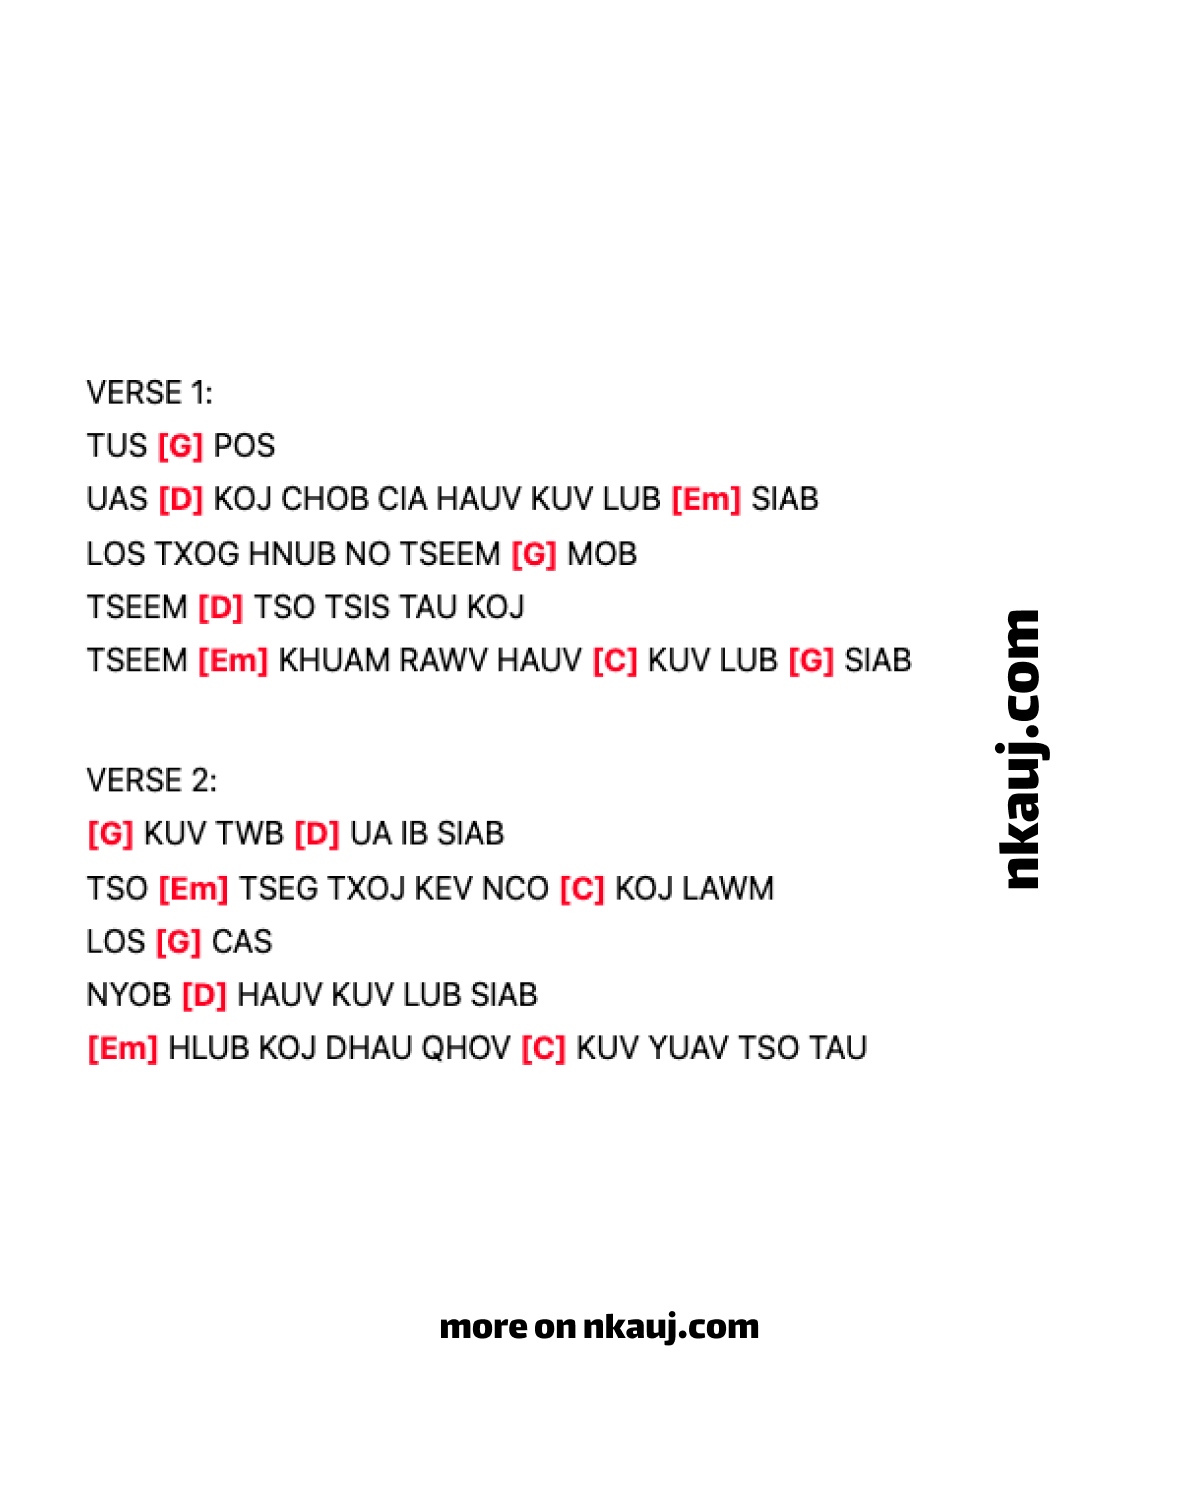 VERSE 1:
TUS [G] POS
UAS [D] KOJ CHOB CIA HAUV KUV LUB [Em] SIAB
LOS TXOG HNUB NO TSEEM [G] MOB
TSEEM [D] TSO TSIS TAU KOJ
TSEEM [Em] KHUAM RAWV HAUV [C] KUV LUB [G] SIAB
VERSE 2:
[G] KUV TWB [D] UA IB SIAB
TSO [Em] TSEG TXOJ KEV NCO [C] KOJ LAWM
LOS [G] CAS
NYOB [D] HAUV KUV LUB SIAB
[Em] HLUB KOJ DHAU QHOV [C] KUV YUAV TSO TAU
nkauj.com
more on nkauj.com